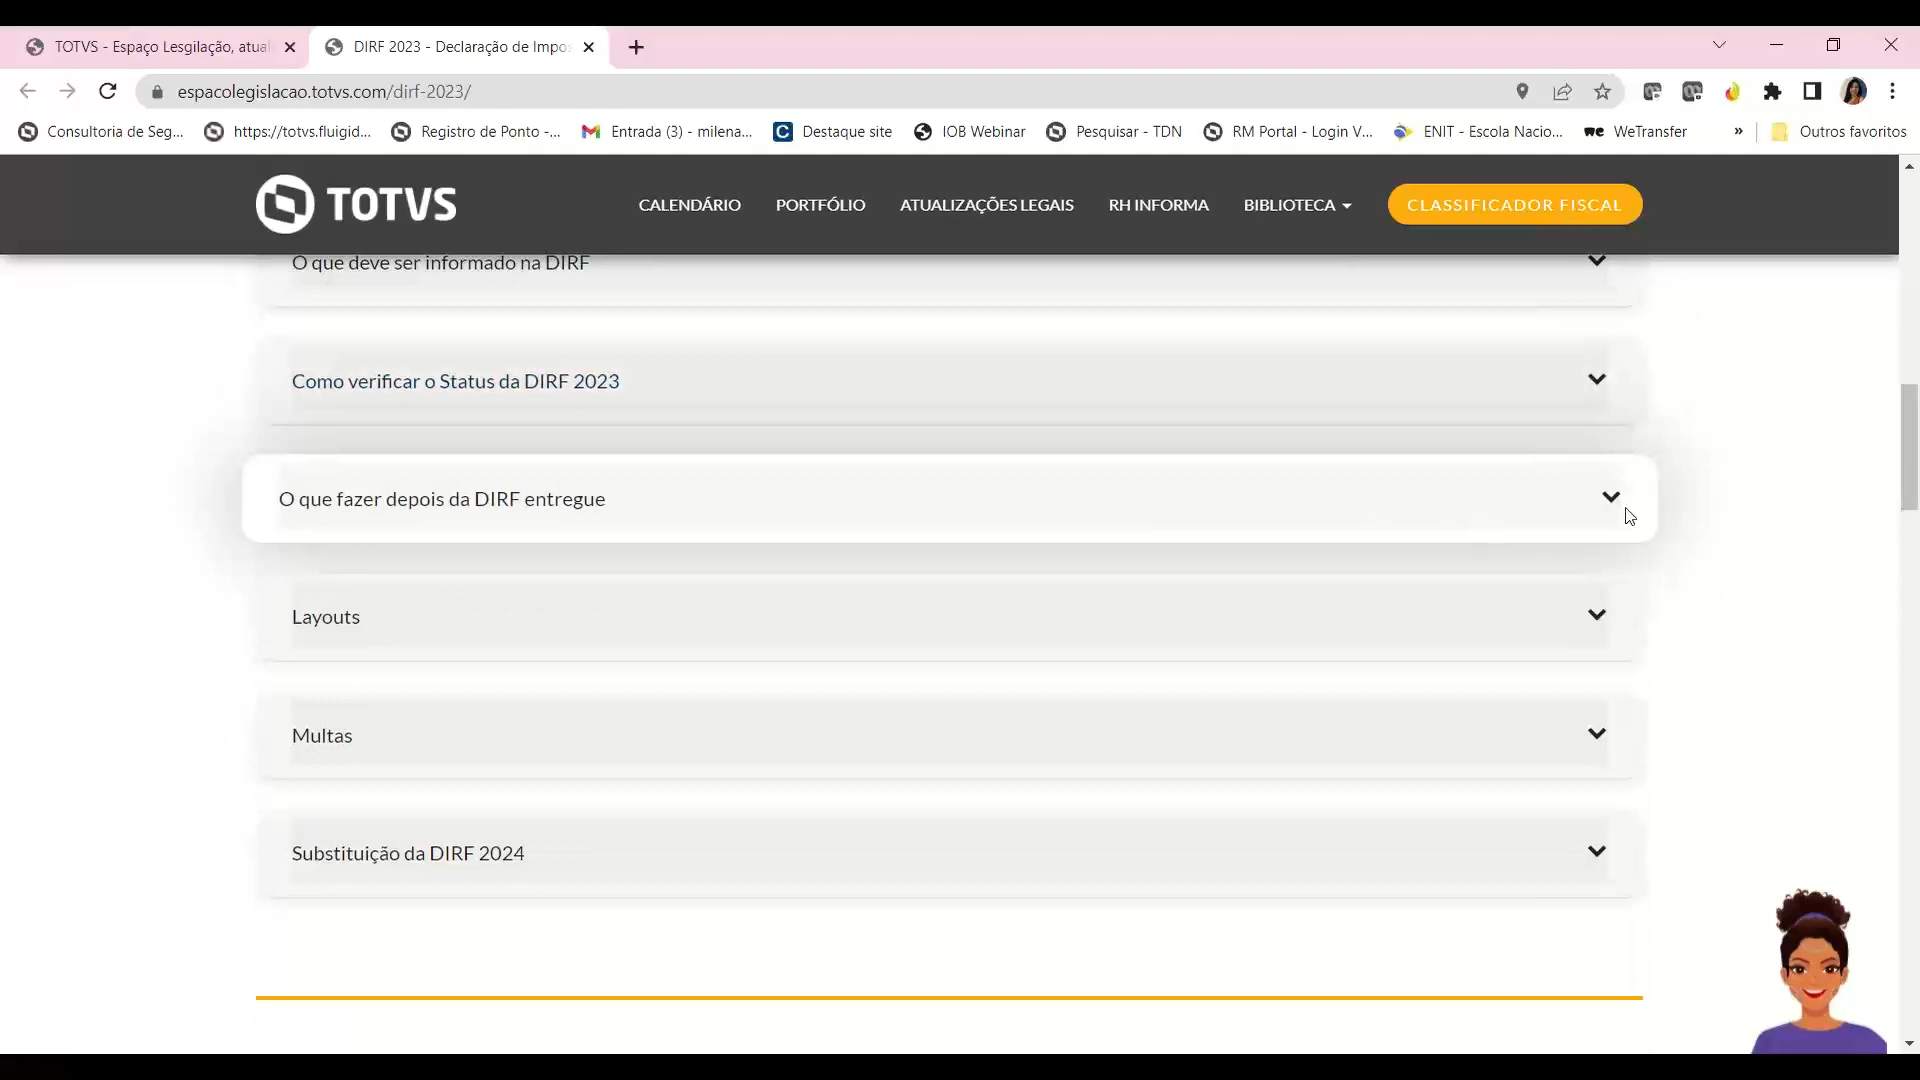 TOTVS - Espaço Lesgilação, atual
DIRF 2023 - Declaração de Impos
espacolegislacao.totvs.com/dirf-2023/
Consultoria de Seg...
https://totvs.fluigid...
Registro de Ponto -...
Entrada (3) - milena...
Destaque site
IOB Webinar
Pesquisar - TDN
RM Portal - Login V...
ENIT - Escola Nacio...
WeTransfer
»
Outros favoritos
TOTVS
CALENDÁRIO
PORTFÓLIO
ATUALIZAÇÕES LEGAIS
RH INFORMA
BIBLIOTECA
CLASSIFICADOR FISCAL
O que deve ser informado na DIRF
Como verificar o Status da DIRF 2023
O que fazer depois da DIRF entregue
Layouts
Multas
Substituição da DIRF 2024